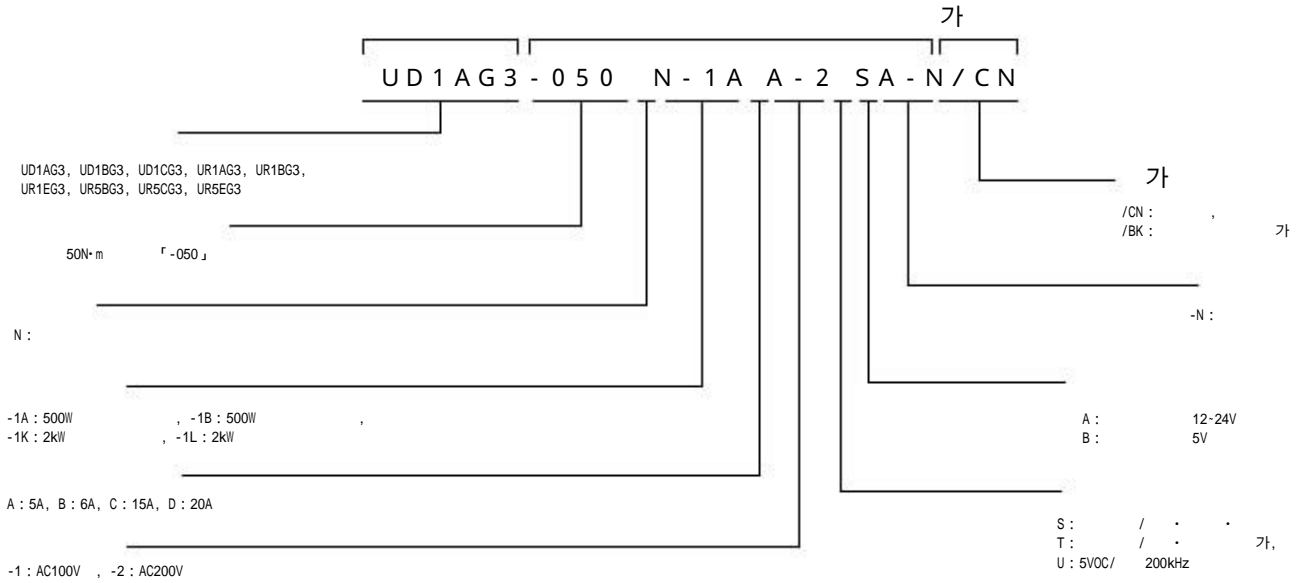 가
UD1AG3-050 N-1A A-2 SA-N/CN
UD1AG3, UD1BG3, UD1CG3, UR1AG3, UR1BG3,
UR1EG3, UR5BG3, UR5CG3, UR5EG3
가
/CN : ,
/BK : 가
50N·m 「-050」
-N :
N :
-1A : 500W , -1B : 500W ,
-1K : 2kW , -1L : 2kW
A : 12~24V
B : 5V
A : 5A, B : 6A, C : 15A, D : 20A
S : / · ·
T : / · 가,
U : 5VOC/ 200kHz
-1 : AC100V , -2 : AC200V